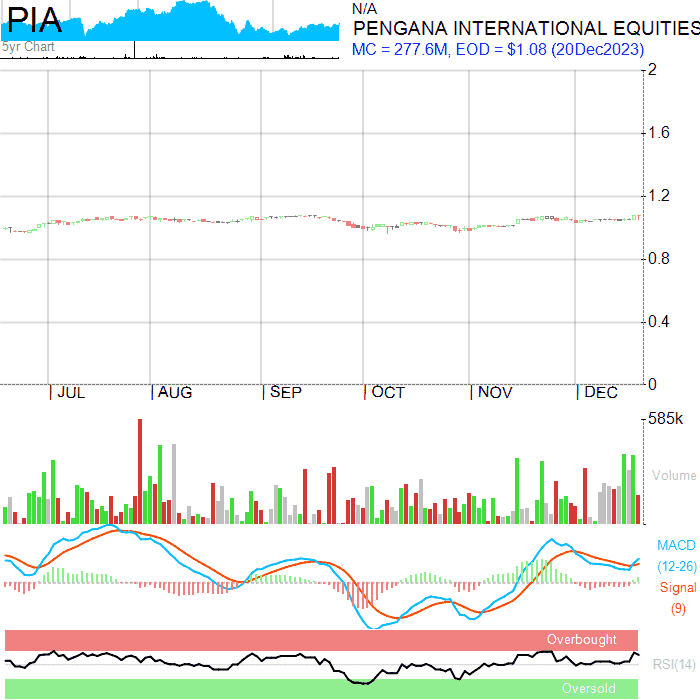 PIA
5yr Chart
N/A
PENGANA INTERNATIONAL EQUITIES
MC = 277.6M, EOD = $1.08 (20Dec2023)
2
1.6
1.2
0.8
0.4
0
JUL
AUG
SEP
OCT
NOV
DEC
585k
Volume
MACD
(12-26)
Signal
(9)
Overbought
RSI(14)
Oversold